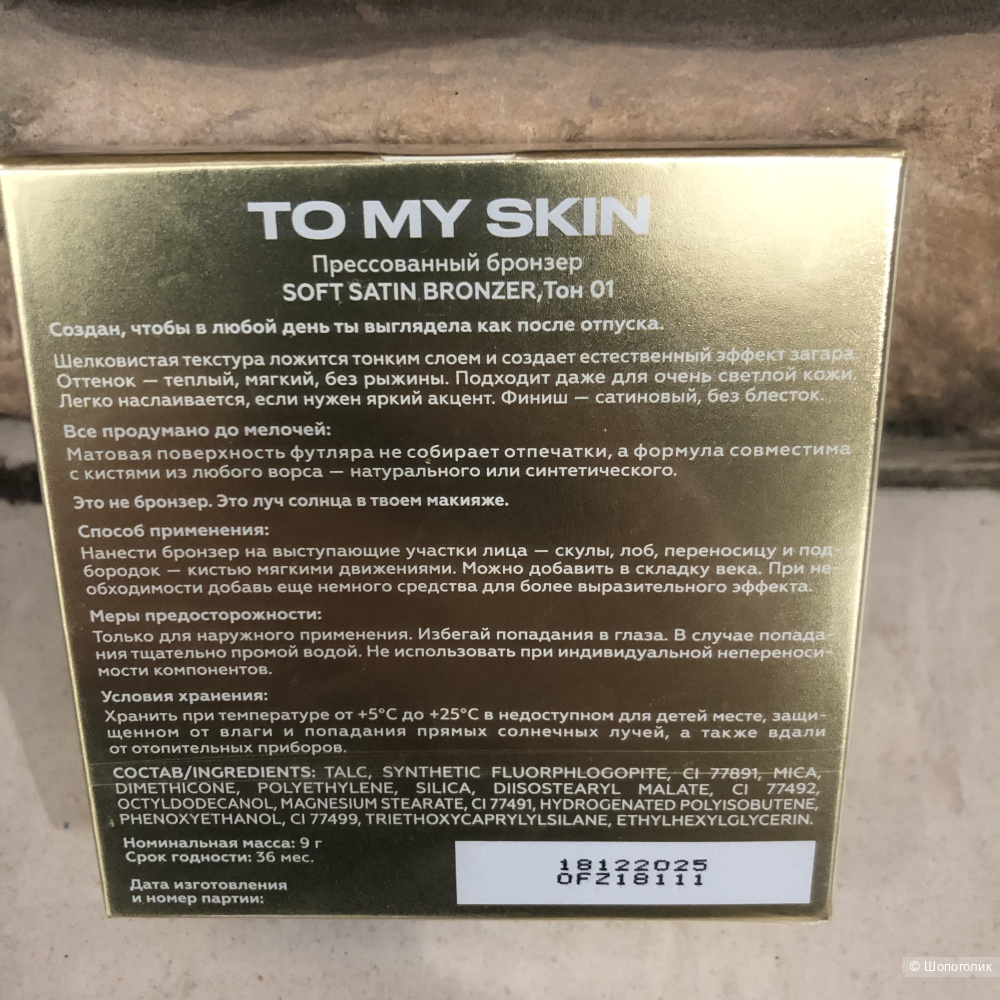 TO MY SKIN
Прессованный бронзер
SOFT SATIN BRONZER,Тон 01
Создан, чтобы в любой день ты выглядела как после отпуска.
Шелковистая текстура ложится тонким слоем и создает естественный эффект загара.
Оттенок — теплый, мягкий, без рыжины. Подходит даже для очень светлой кожи.
Легко наслаивается, если нужен яркий акцент. Финиш — сатиновый, без блесток.
Все продумано до мелочей:
Матовая поверхность футляра не собирает отпечатки, а формула совместима
с кистями из любого ворса — натурального или синтетического.
Это не бронзер. Это луч солнца в твоем макияже.
Способ применения:
Нанести бронзер на выступающие участки лица — скулы, лоб, переносицу и под-
бородок — кистью мягкими движениями. Можно добавить в складку века. При не-
обходимости добавь еще немного средства для более выразительного эффекта.
Меры предосторожности:
Только для наружного применения. Избегай попадания в глаза. В случае попада-
ния тщательно промой водой. Не использовать при индивидуальной непереноси-
мости компонентов.
Условия хранения:
Хранить при температуре от +5°C до +25°C в недоступном для детей месте, защи-
щенном от влаги и попадания прямых солнечных лучей, а также вдали
от отопительных приборов.
СОСТАВ/INGREDIENTS: TALC, SYNTHETIC FLUORPHLOGOPITE, CI 77891, MICA,
DIMETHICONE, POLYETHYLENE, SILICA, DIISOSTEARYL MALATE, CI 77492,
OCTYLDODECANOL, MAGNESIUM STEARATE, CI 77491, HYDROGENATED POLYISOBUTENE,
PHENOXYETHANOL, CI 77499, TRIETHOXYCAPRYLYLSILANE, ETHYLHEXYLGLYCERIN.
Номинальная масса: 9 г
Срок годности: 36 мес.
Дата изготовления
и номер партии:
18122025
OFZ18111
© Шопоголик